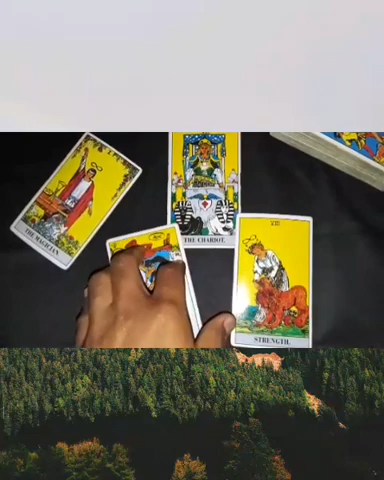 THE MAGICIAN.
THE CHARIOT.
VIII
STRENGTH.